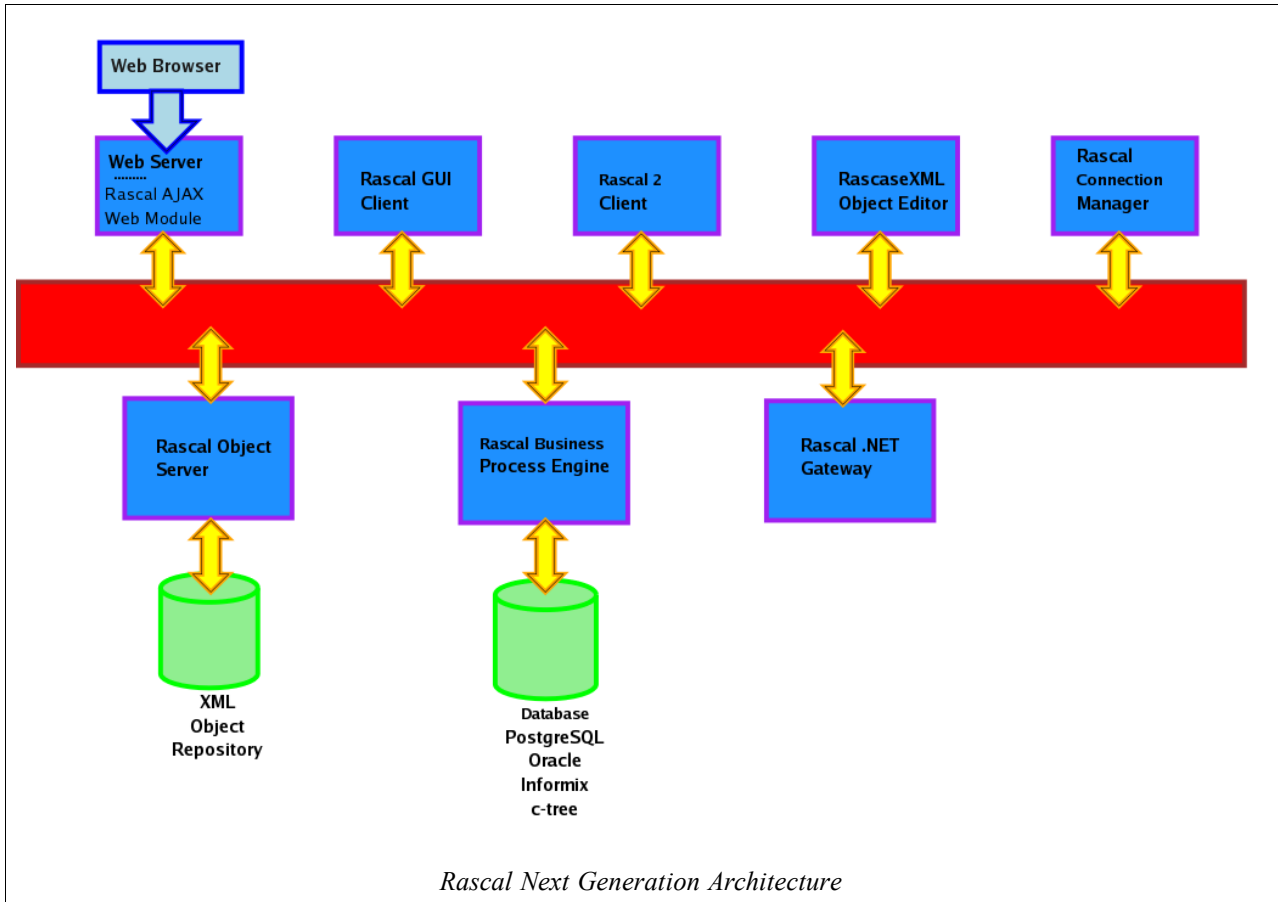 Web Browser
Web Server
Rascal AJAX
Web Module
Rascal GUI
Client
Rascal 2
Client
RascaseXML
Object Editor
Rascal
Connection
Manager
Rascal Object
Server
Rascal Business
Process Engine
Rascal .NET
Gateway
XML
Object
Repository
Database
PostgreSQL
Oracle
Informix
c-tree
Rascal Next Generation Architecture